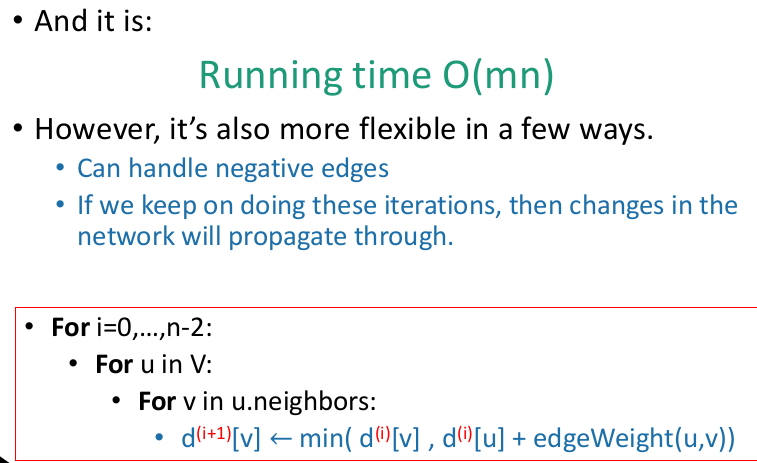 • And it is:
Running time O(mn)
• However, it's also more flexible in a few ways.
• Can handle negative edges
• If we keep on doing these iterations, then changes in the
network will propagate through.
• For i=0,…,n-2:
• For u in V:
• For v in u.neighbors:
• d⁽ⁱ⁺¹⁾[v] ← min( d⁽ⁱ⁾[v] , d⁽ⁱ⁾[u] + edgeWeight(u,v))